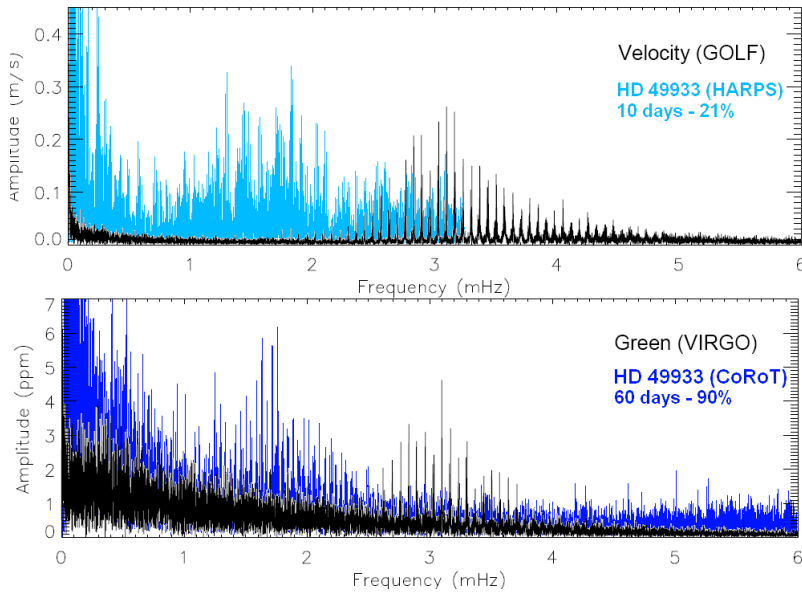 0.4
0.3
0.2
0.1
0.0
Amplitude (m/s)
Velocity (GOLF)
HD 49933 (HARPS)
10 days - 21%
0 1 2 3 4 5 6
Frequency (mHz)
7
6
5
4
3
2
1
0
Amplitude (ppm)
Green (VIRGO)
HD 49933 (CoRoT)
60 days - 90%
0 1 2 3 4 5 6
Frequency (mHz)